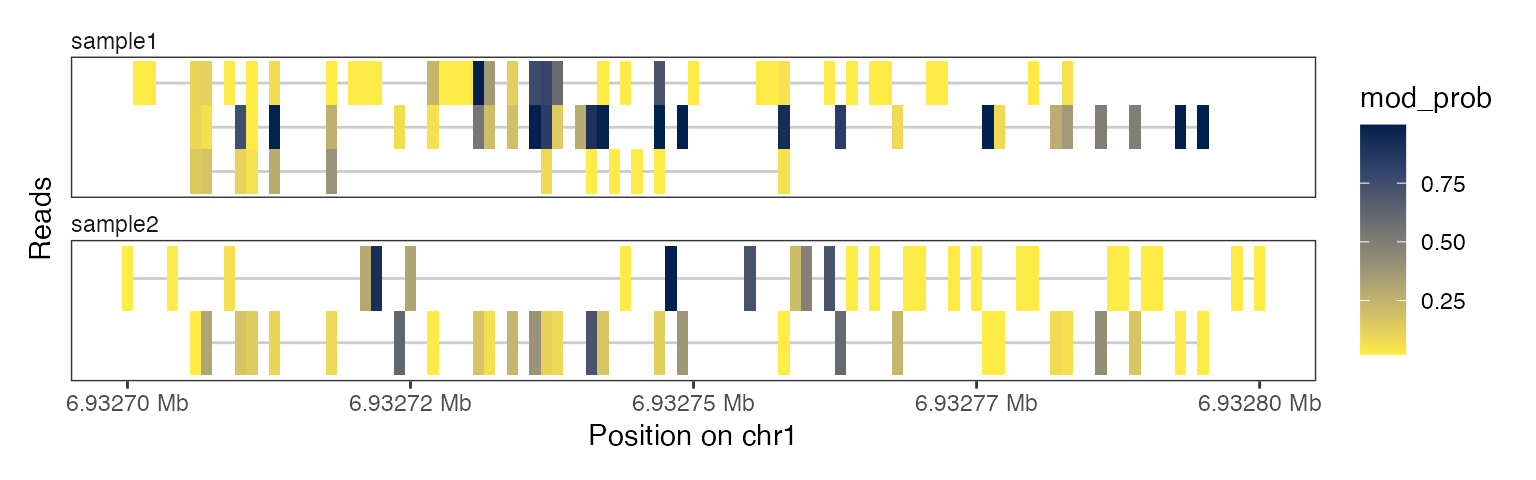 sample1
mod_prob
0.75
0.50
0.25
sample2
Reads
6.93270 Mb
6.93272 Mb
6.93275 Mb
6.93277 Mb
6.93280 Mb
Position on chr1